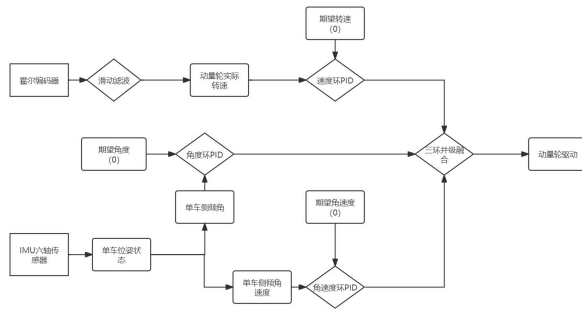 期望转速
(0)
霍尔编码器
滑动滤波
动量轮实际
转速
速度环PID
期望角度
(0)
角度环PID
三环并级融
合
动量轮驱动
单车侧倾角
期望角速度
(0)
IMU六轴传
感器
单车位姿状
态
单车侧倾角
速度
角速度环PID